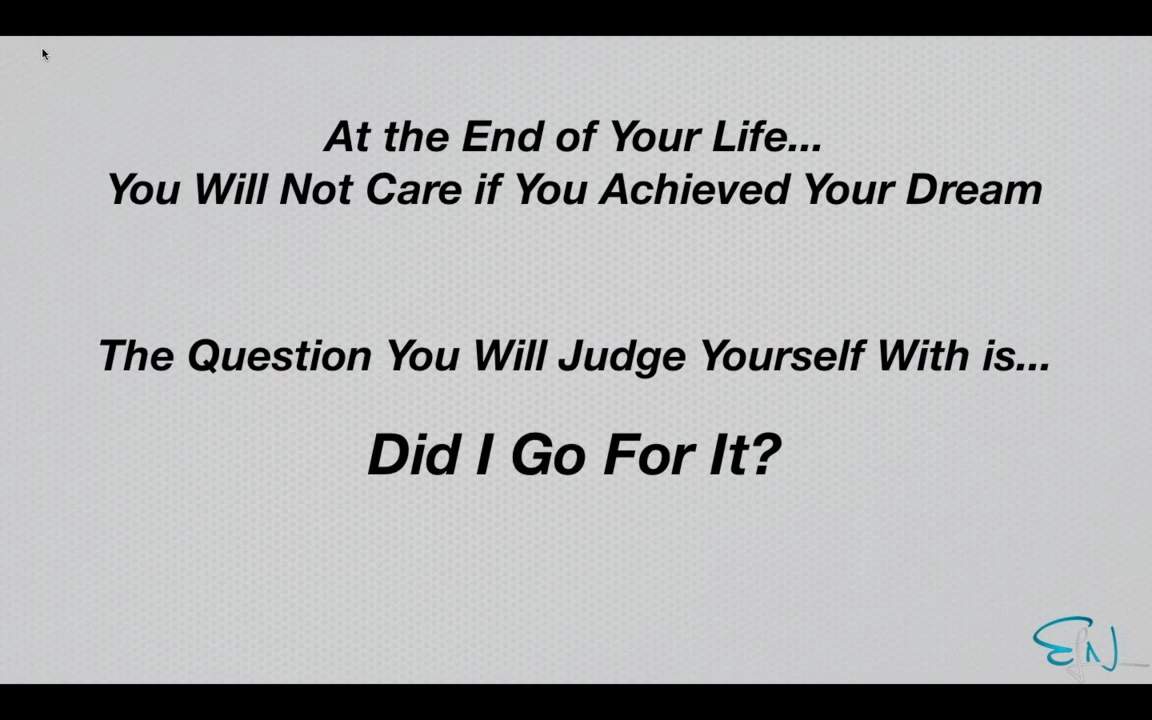 At the End of Your Life...
You Will Not Care if You Achieved Your Dream
The Question You Will Judge Yourself With is...
Did I Go For It?